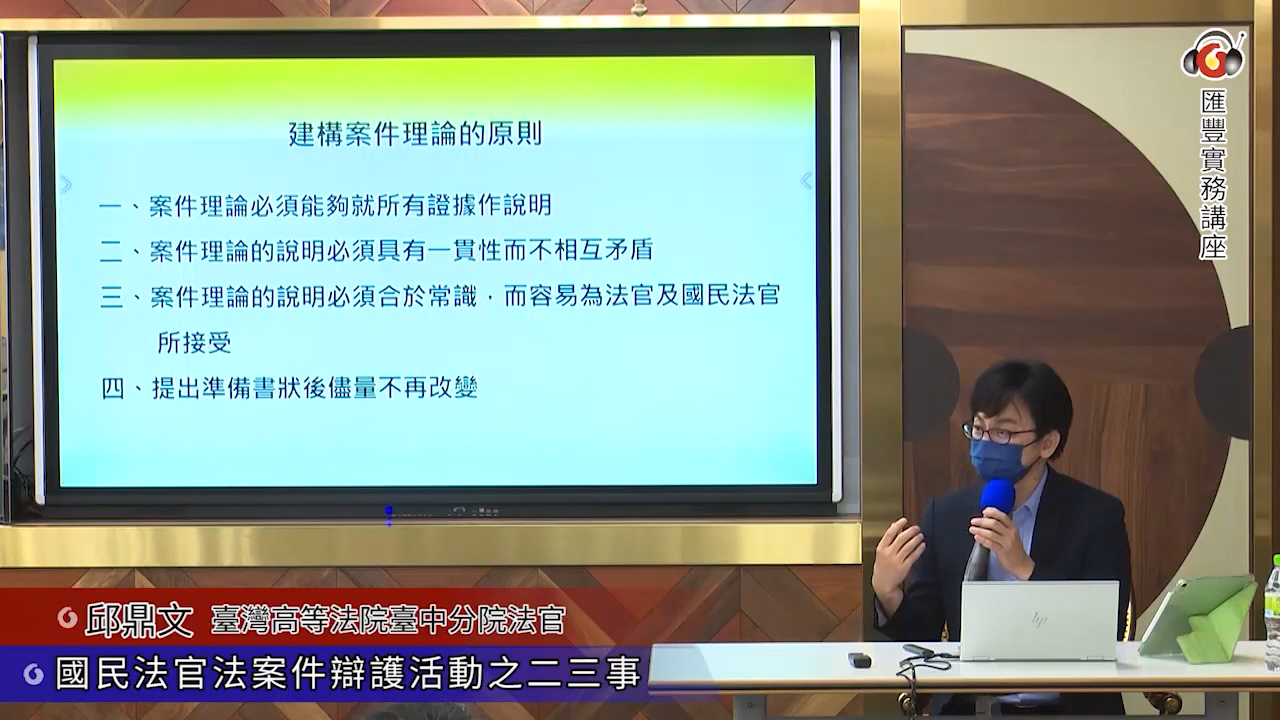 建構案件理論的原則
一、案件理論必須能夠就所有證據作說明
二、案件理論的說明必須具有一貫性而不相互矛盾
三、案件理論的說明必須合於常識，而容易為法官及國民法官
所接受
四、提出準備書狀後儘量不再改變
匯豐實務講座
hp
邱鼎文 臺灣高等法院臺中分院法官
國民法官法案件辯護活動之二三事